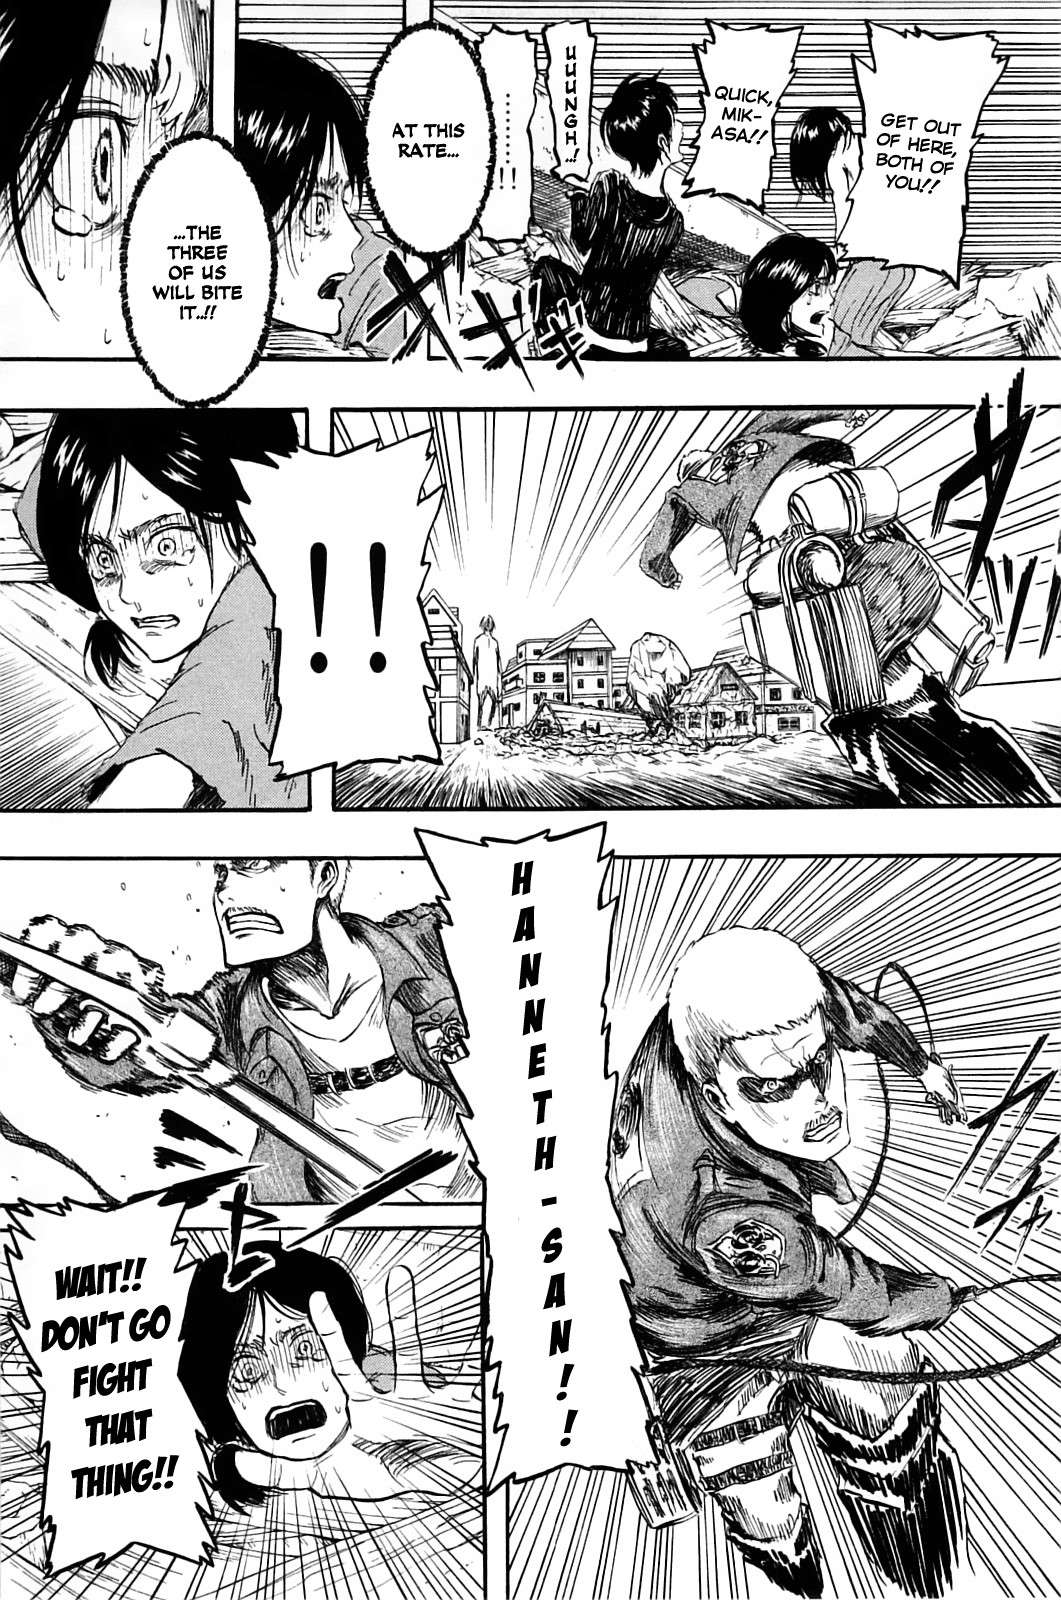 GET OUT
OF HERE,
BOTH OF
YOU!!
QUICK,
MIK-
ASA!!
UUUNGH...!
.......!!
AT THIS
RATE...
...THE
THREE
OF US
WILL BITE
IT...!!
!!
HANNETH-SAN!!
WAIT!!
DON'T GO
FIGHT
THAT
THING!!